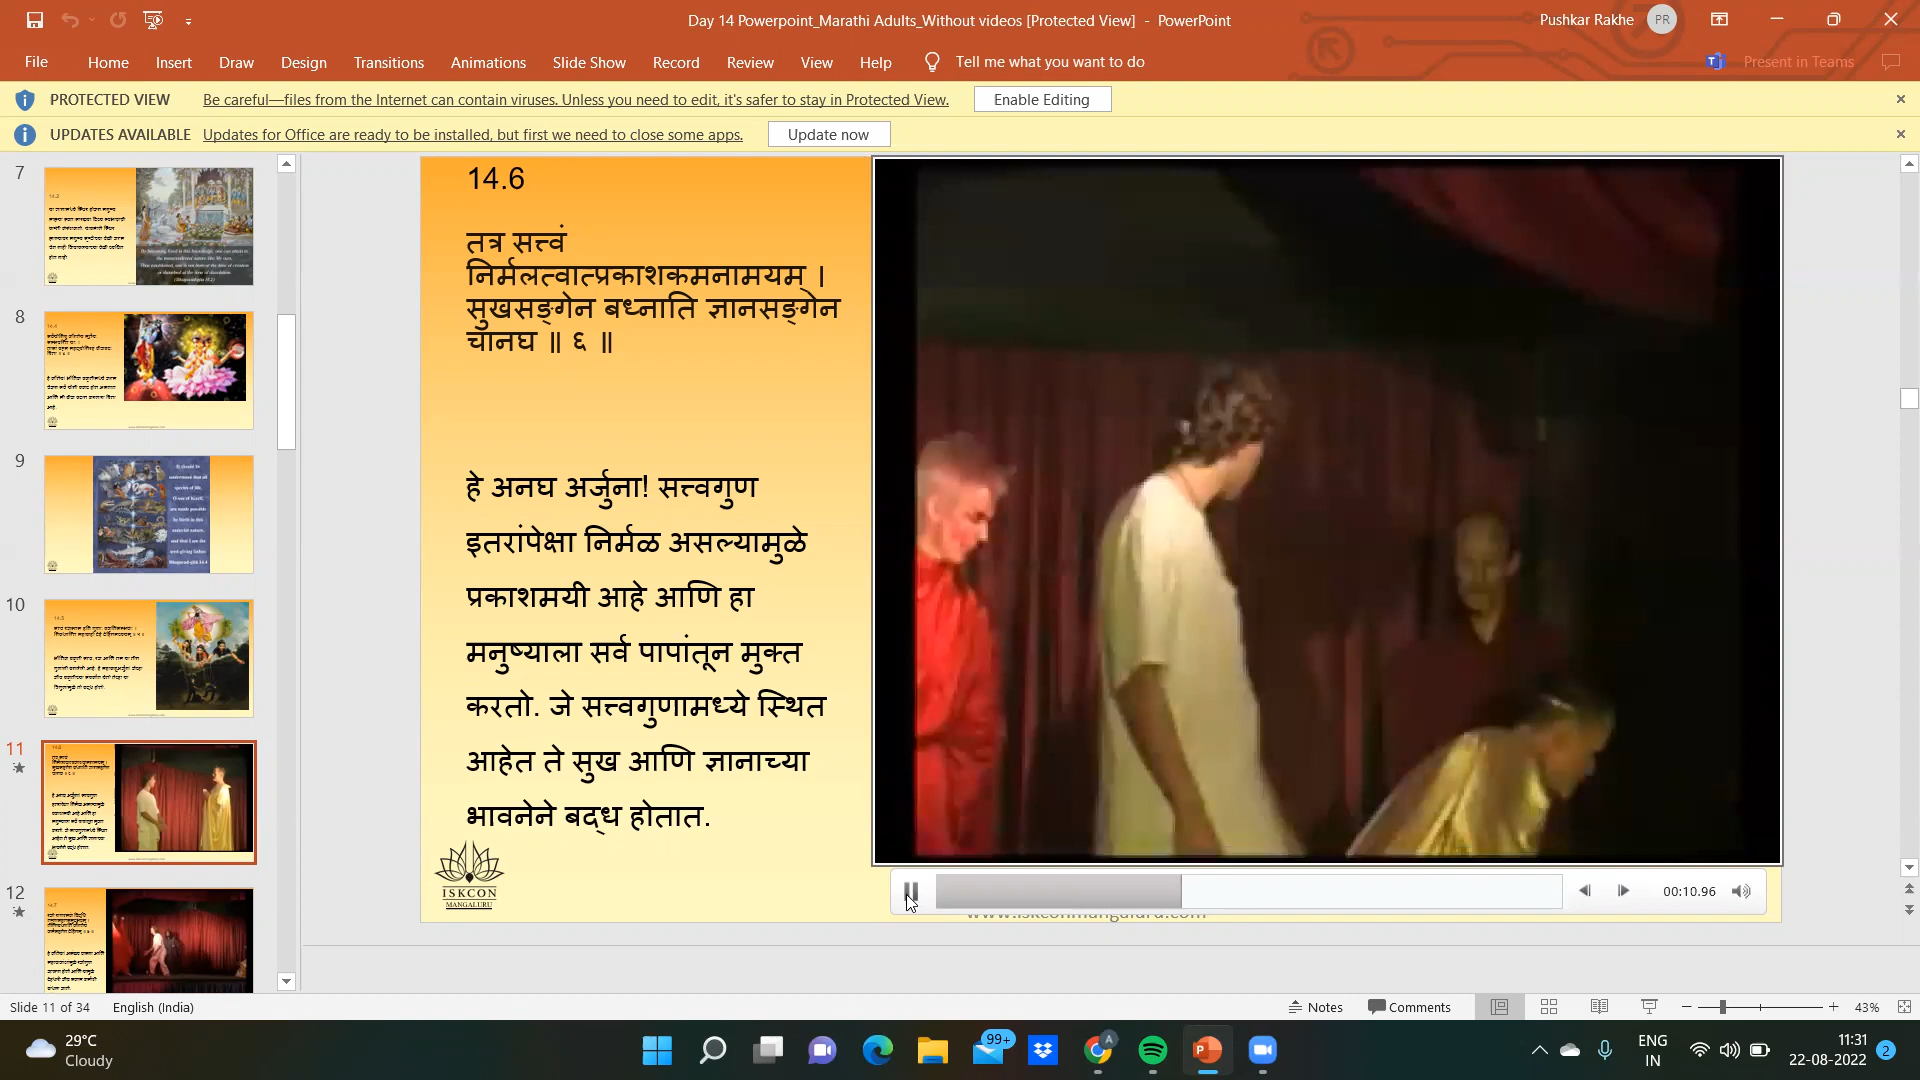 Day 14 Powerpoint_Marathi Adults_Without videos [Protected View] - PowerPoint
Pushkar Rakhe
PR
File Home Insert Draw Design Transitions Animations Slide Show Record Review View Help Tell me what you want to do
Present in Teams
PROTECTED VIEW Be careful—files from the Internet can contain viruses. Unless you need to edit, it's safer to stay in Protected View. Enable Editing
UPDATES AVAILABLE Updates for Office are ready to be installed, but first we need to close some apps. Update now
7
8
9
10
11
12
14.6
तत्र सत्त्वं
निर्मलत्वात्प्रकाशकमनामयम् ।
सुखसङ्गेन बध्नाति ज्ञानसङ्गेन
चानघ ॥ ६ ॥
हे अनघ अर्जुना! सत्त्वगुण
इतरांपेक्षा निर्मळ असल्यामुळे
प्रकाशमयी आहे आणि हा
मनुष्याला सर्व पापांतून मुक्त
करतो. जे सत्त्वगुणामध्ये स्थित
आहेत ते सुख आणि ज्ञानाच्या
भावनेने बद्ध होतात.
ISKCON
MANGALURU
www.iskconmangaluru.com
00:10.96
Slide 11 of 34 English (India)
Notes Comments 43%
29°C
Cloudy
99+
A
ENG
IN
11:31
22-08-2022
2